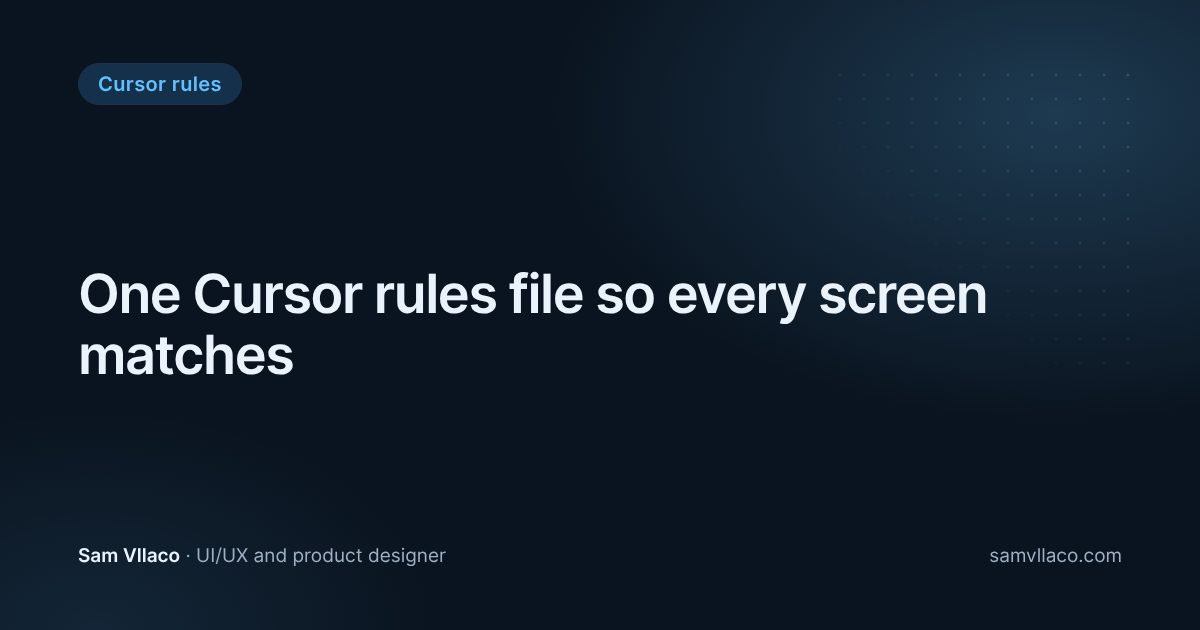 Cursor rules
One Cursor rules file so every screen
matches
Sam Vllaco · UI/UX and product designer
samvllaco.com